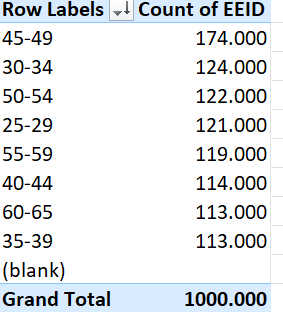 Row Labels Count of EEID
45-49 174.000
30-34 124.000
50-54 122.000
25-29 121.000
55-59 119.000
40-44 114.000
60-65 113.000
35-39 113.000
(blank)
Grand Total 1000.000